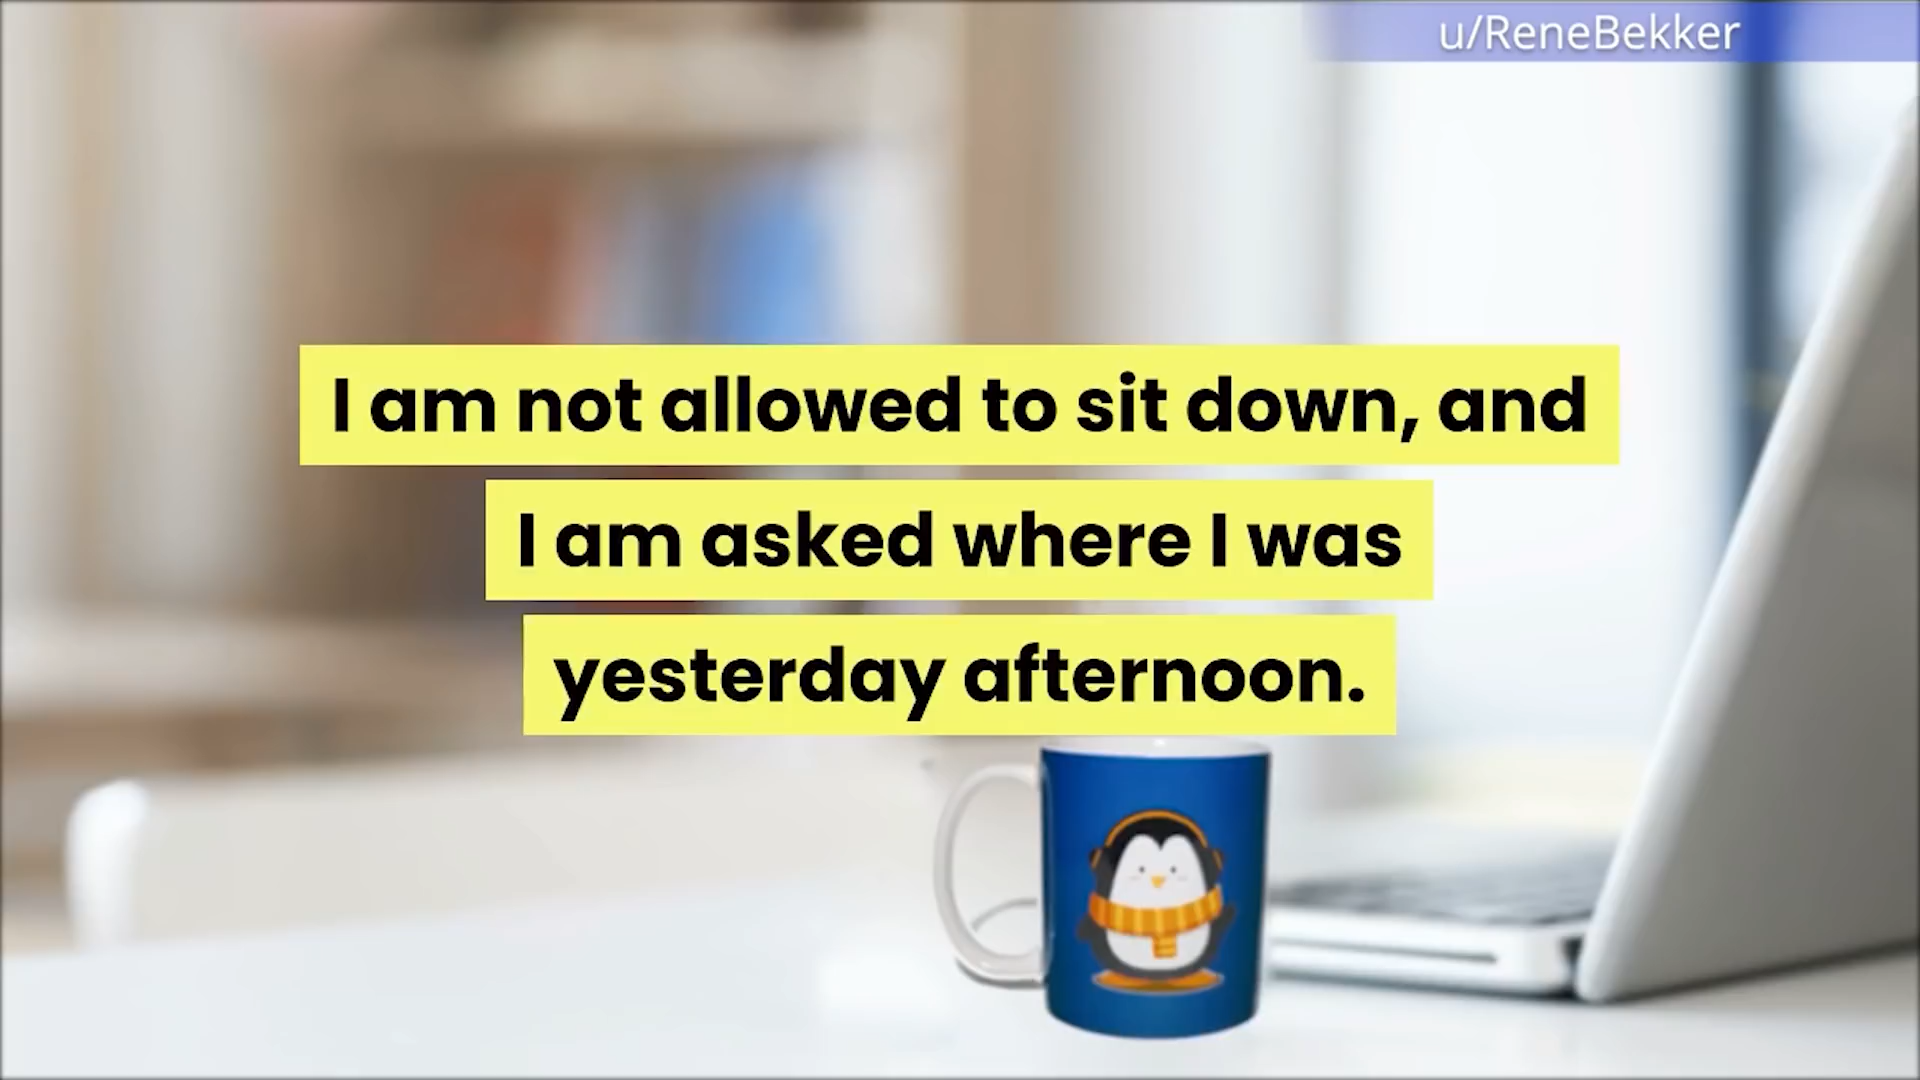 u/ReneBekker
I am not allowed to sit down, and
I am asked where I was
yesterday afternoon.